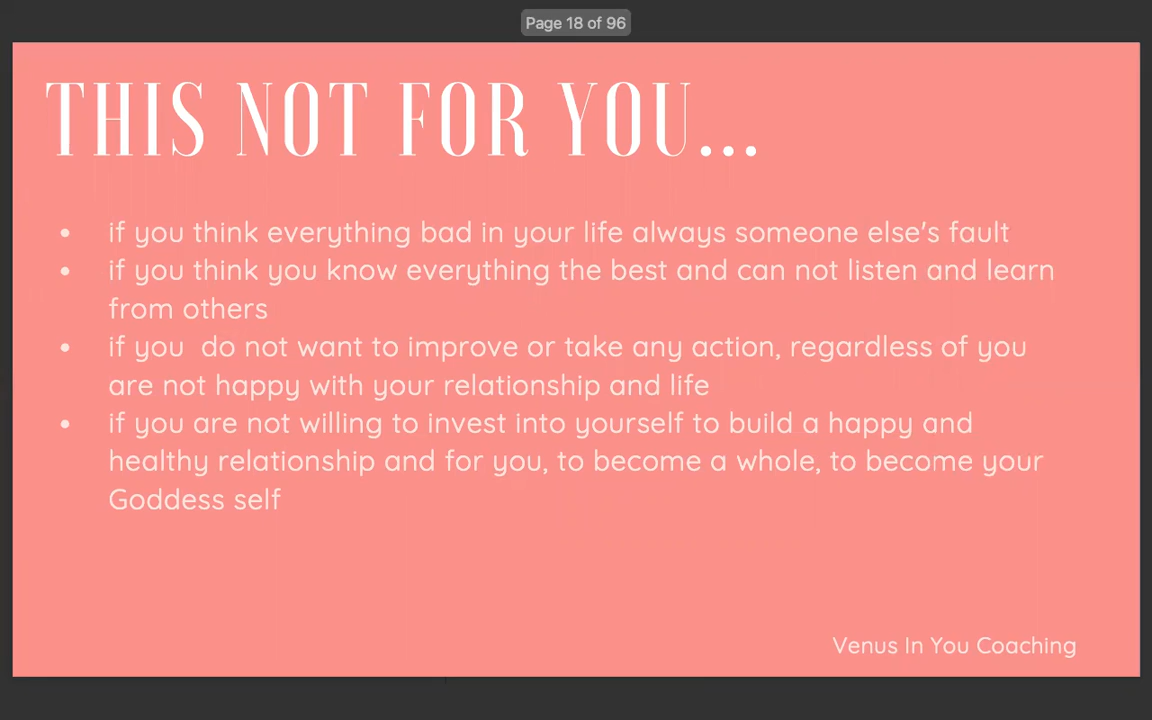 Page 18 of 96
THIS NOT FOR YOU...
• if you think everything bad in your life always someone else's fault
• if you think you know everything the best and can not listen and learn
from others
• if you  do not want to improve or take any action, regardless of you
are not happy with your relationship and life
• if you are not willing to invest into yourself to build a happy and
healthy relationship and for you, to become a whole, to become your
Goddess self
Venus In You Coaching